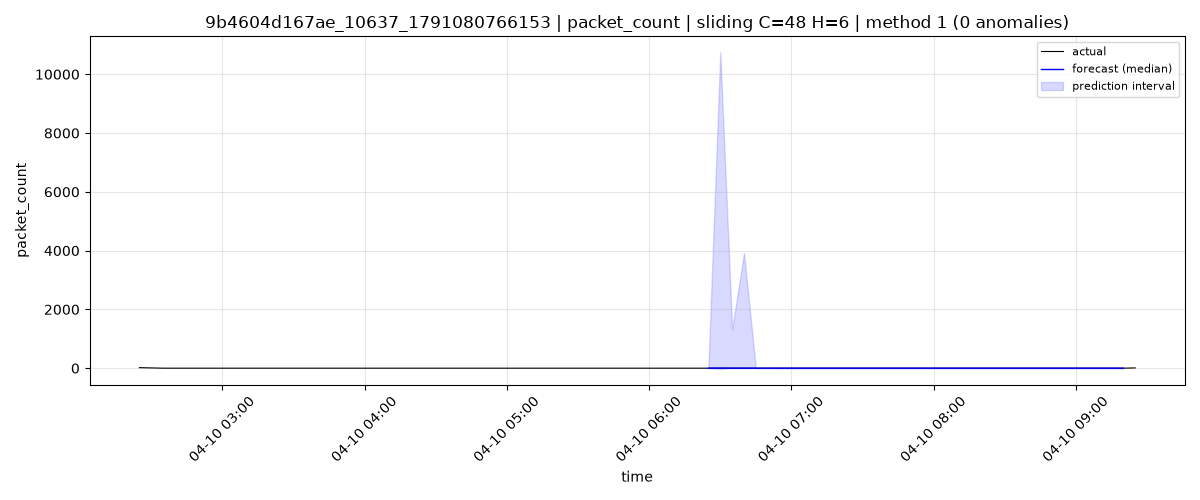 9b4604d167ae_10637_1791080766153 | packet_count | sliding C=48 H=6 | method 1 (0 anomalies)
actual
forecast (median)
prediction interval
10000
8000
6000
4000
2000
0
packet_count
04-10 03:00
04-10 04:00
04-10 05:00
04-10 06:00
04-10 07:00
04-10 08:00
04-10 09:00
time